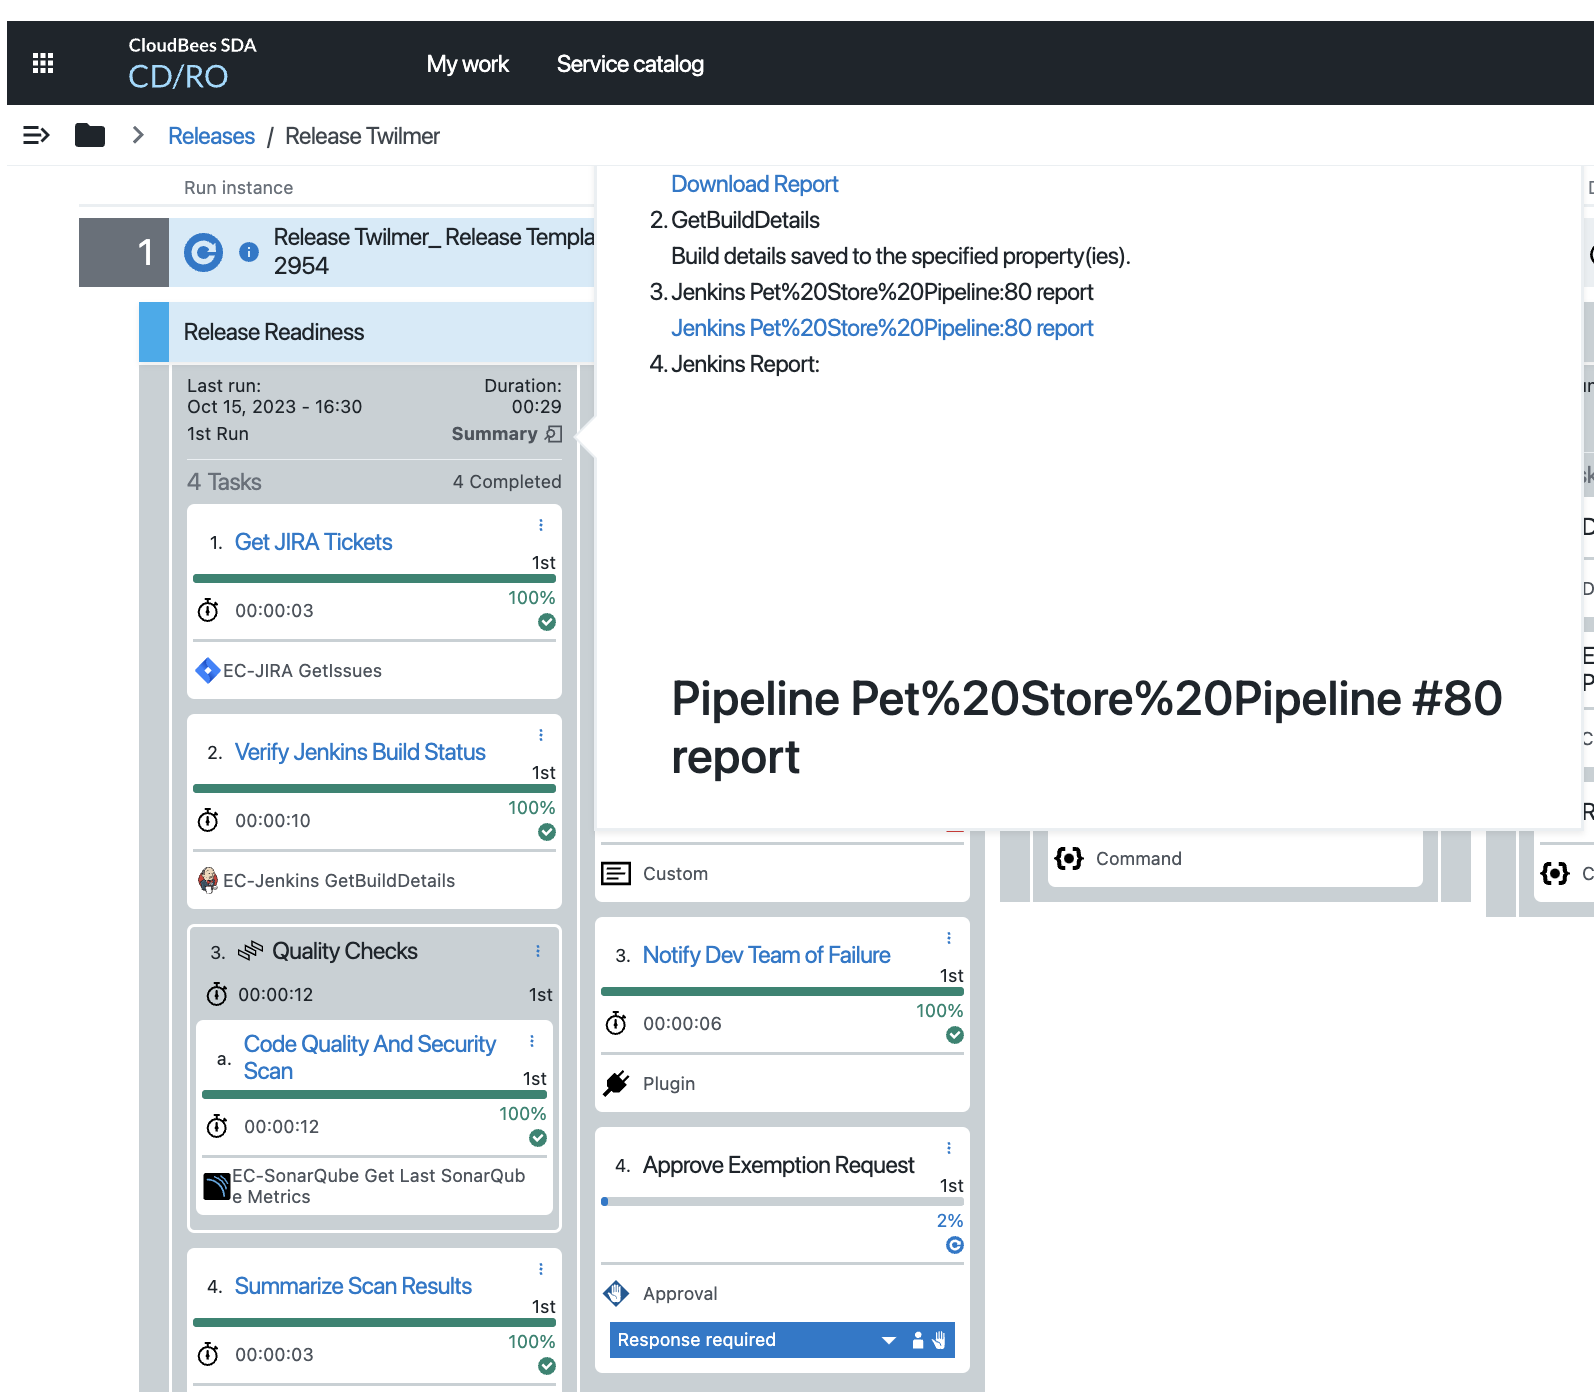 CloudBees SDA
CD/RO
My work
Service catalog
Releases / Release Twilmer
Run instance
1
Release Twilmer_ Release Templa
2954
Release Readiness
Last run:
Duration:
Oct 15, 2023 - 16:30
00:29
1st Run
Summary
4 Tasks
4 Completed
1. Get JIRA Tickets
1st
100%
00:00:03
EC-JIRA GetIssues
2. Verify Jenkins Build Status
1st
100%
00:00:10
EC-Jenkins GetBuildDetails
3. Quality Checks
00:00:12
1st
a. Code Quality And Security
Scan
1st
100%
00:00:12
EC-SonarQube Get Last SonarQub
e Metrics
4. Summarize Scan Results
1st
100%
00:00:03
Download Report
2. GetBuildDetails
Build details saved to the specified property(ies).
3. Jenkins Pet%20Store%20Pipeline:80 report
Jenkins Pet%20Store%20Pipeline:80 report
4. Jenkins Report:
Pipeline Pet%20Store%20Pipeline #80
report
Custom
3. Notify Dev Team of Failure
1st
100%
00:00:06
Plugin
4. Approve Exemption Request
1st
2%
Approval
Response required
Command